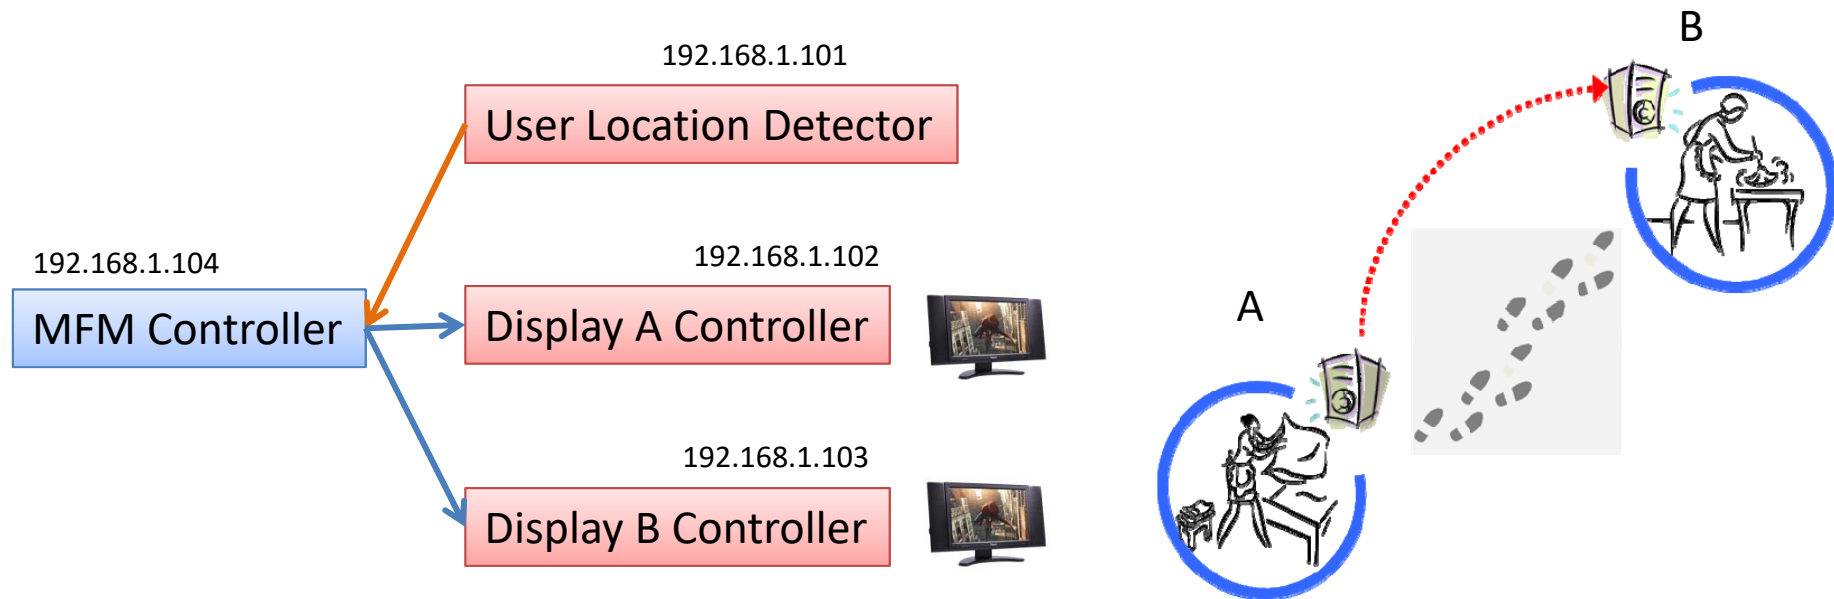 192.168.1.101
User Location Detector
192.168.1.104
MFM Controller
192.168.1.102
Display A Controller
192.168.1.103
Display B Controller
A
B